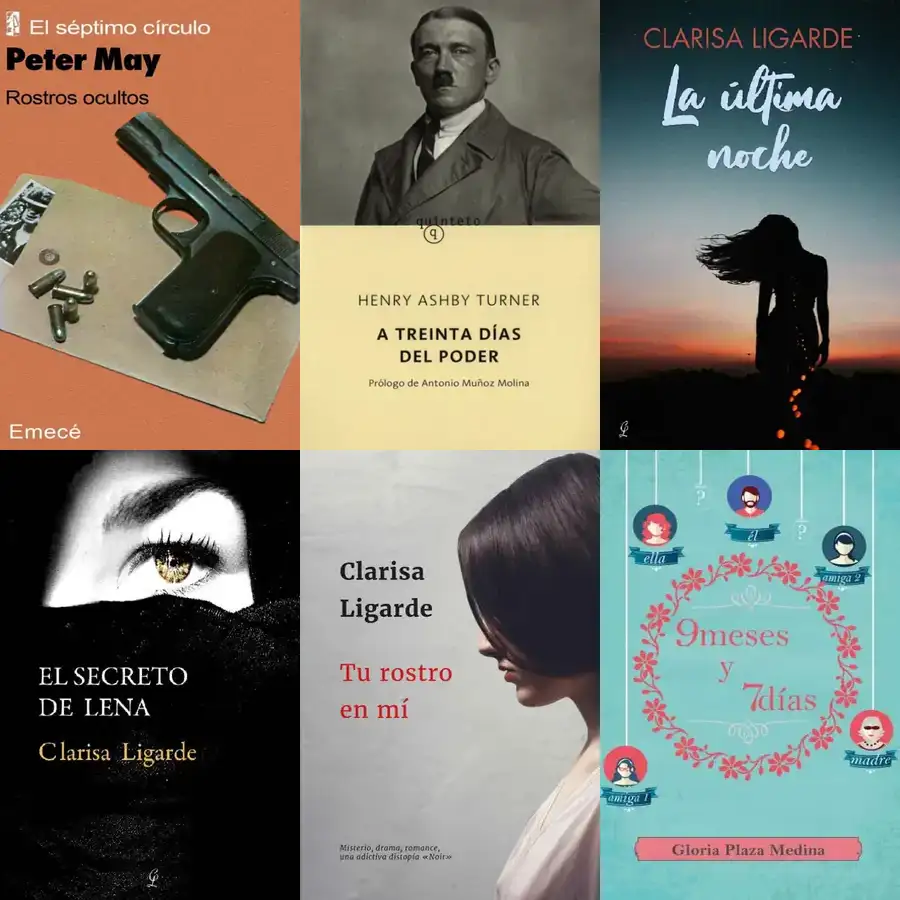 El séptimo círculo
Peter May
Rostros ocultos
Emecé
quinteto
q
HENRY ASHBY TURNER
A TREINTA DÍAS
DEL PODER
Prólogo de Antonio Muñoz Molina
CLARISA LIGARDE
La última
noche
EL SECRETO
DE LENA
Clarisa Ligarde
Clarisa
Ligarde
Tu rostro
en mí
Misterio, drama, romance,
una adictiva distopía «Noir»
?
él
?
ella
amiga 2
9meses
y
7días
madre
amiga 1
Gloria Plaza Medina